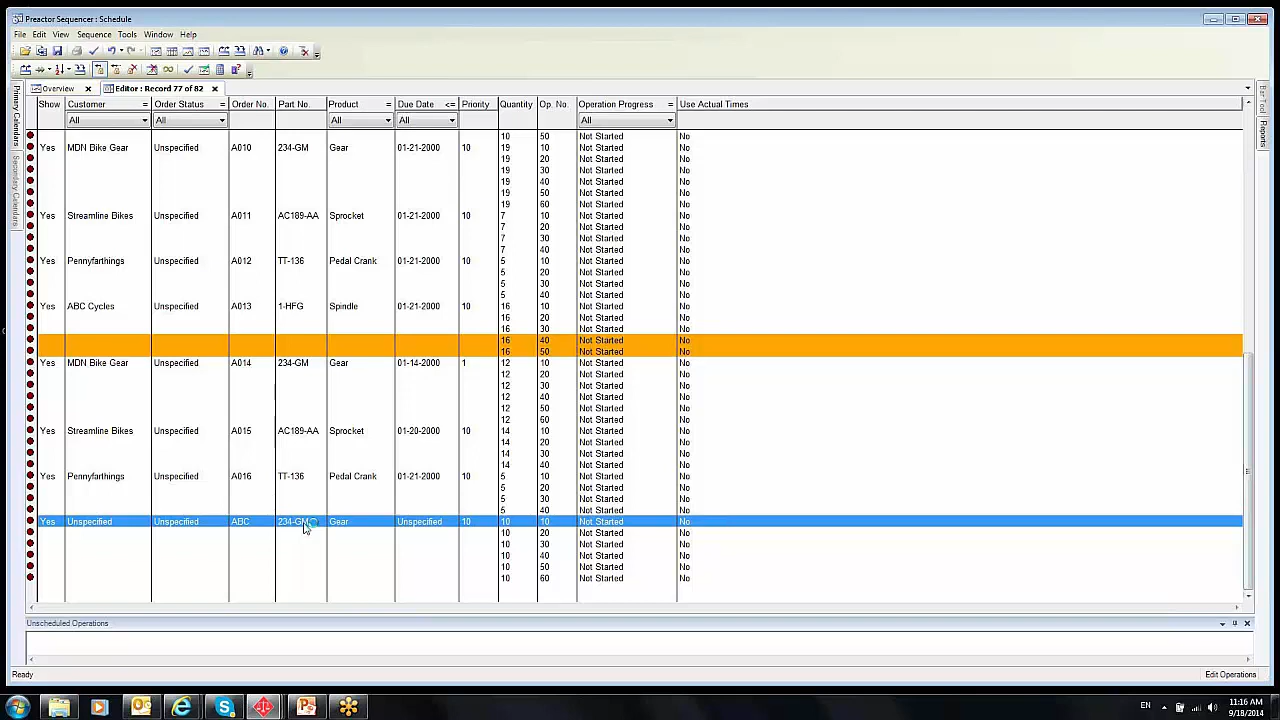 Preactor Sequencer : Schedule
File Edit View Sequence Tools Window Help
Overview Editor : Record 77 of 82
Primary Calendars
Secondary Calendars
Bar Tool
Reports
Show Customer = Order Status = Order No. Part No. Product = Due Date <= Priority Quantity Op. No. Operation Progress = Use Actual Times
All All All All All
10 50 Not Started No
Yes MDN Bike Gear Unspecified A010 234-GM Gear 01-21-2000 10 19 10 Not Started No
19 20 Not Started No
19 30 Not Started No
19 40 Not Started No
19 50 Not Started No
19 60 Not Started No
Yes Streamline Bikes Unspecified A011 AC189-AA Sprocket 01-21-2000 10 7 10 Not Started No
7 20 Not Started No
7 30 Not Started No
7 40 Not Started No
Yes Pennyfarthings Unspecified A012 TT-136 Pedal Crank 01-21-2000 10 5 10 Not Started No
5 20 Not Started No
5 30 Not Started No
5 40 Not Started No
Yes ABC Cycles Unspecified A013 1-HFG Spindle 01-21-2000 10 16 10 Not Started No
16 20 Not Started No
16 30 Not Started No
16 40 Not Started No
16 50 Not Started No
Yes MDN Bike Gear Unspecified A014 234-GM Gear 01-14-2000 1 12 10 Not Started No
12 20 Not Started No
12 30 Not Started No
12 40 Not Started No
12 50 Not Started No
12 60 Not Started No
Yes Streamline Bikes Unspecified A015 AC189-AA Sprocket 01-20-2000 10 14 10 Not Started No
14 20 Not Started No
14 30 Not Started No
14 40 Not Started No
Yes Pennyfarthings Unspecified A016 TT-136 Pedal Crank 01-21-2000 10 5 10 Not Started No
5 20 Not Started No
5 30 Not Started No
5 40 Not Started No
Yes Unspecified Unspecified ABC 234-GM Gear Unspecified 10 10 10 Not Started No
10 20 Not Started No
10 30 Not Started No
10 40 Not Started No
10 50 Not Started No
10 60 Not Started No
Unscheduled Operations
Ready Edit Operations
EN 11:16 AM
9/18/2014